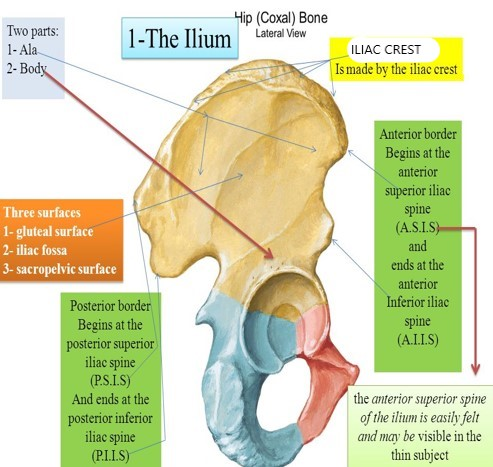 Hip (Coxal) Bone
Lateral View
Two parts:
1- Ala
2- Body
1-The Ilium
ILIAC CREST
Is made by the iliac crest
Anterior border
Begins at the
anterior
superior iliac
spine
(A.S.I.S)
and
ends at the
anterior
Inferior iliac
spine
(A.I.I.S)
Three surfaces
1- gluteal surface
2- iliac fossa
3- sacropelvic surface
Posterior border
Begins at the
posterior superior
iliac spine
(P.S.I.S)
And ends at the
posterior inferior
iliac spine
(P.I.I.S)
the anterior superior spine
of the ilium is easily felt
and may be visible in the
thin subject